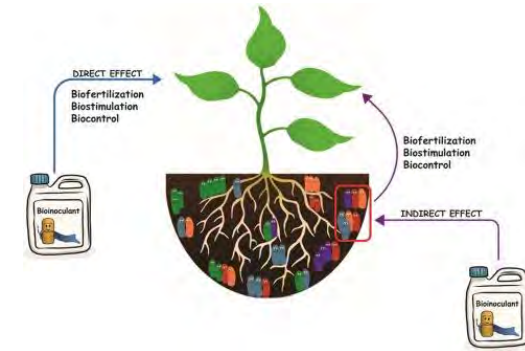 DIRECT EFFECT
Biofertilization
Biostimulation
Biocontrol
Bioinoculant
Biofertilization
Biostimulation
Biocontrol
INDIRECT EFFECT
Bioinoculant